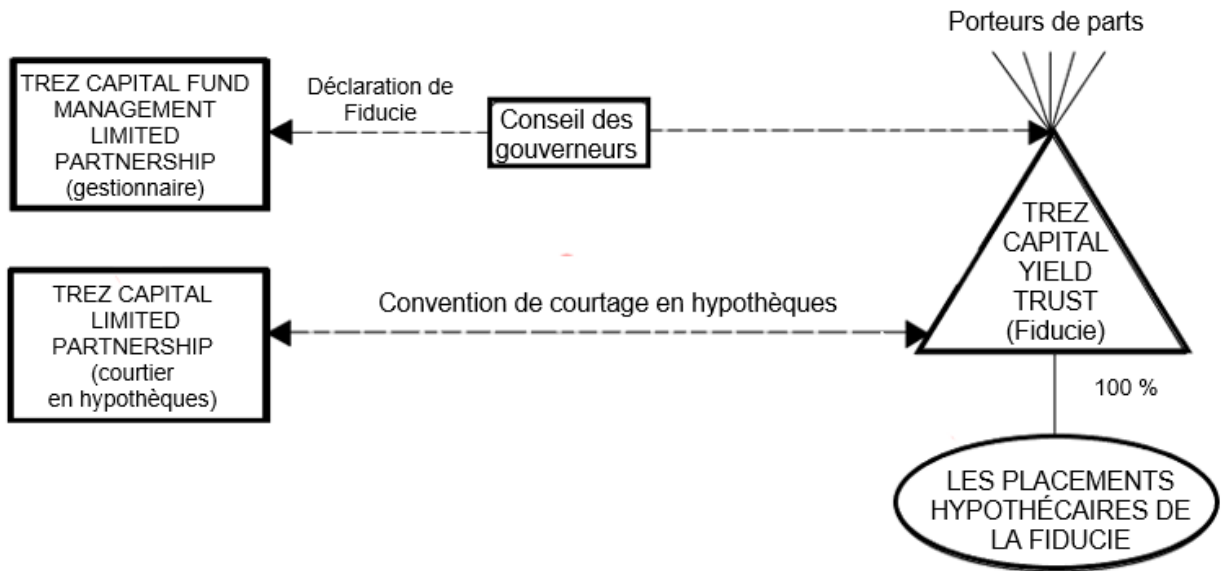 Porteurs de parts
TREZ CAPITAL FUND
MANAGEMENT
LIMITED
PARTNERSHIP
(gestionnaire)
Déclaration de
Fiducie
Conseil des
gouverneurs
TREZ
CAPITAL
YIELD
TRUST
(Fiducie)
TREZ CAPITAL
LIMITED
PARTNERSHIP
(courtier
en hypothèques)
Convention de courtage en hypothèques
100 %
LES PLACEMENTS
HYPOTHÉCAIRES DE
LA FIDUCIE